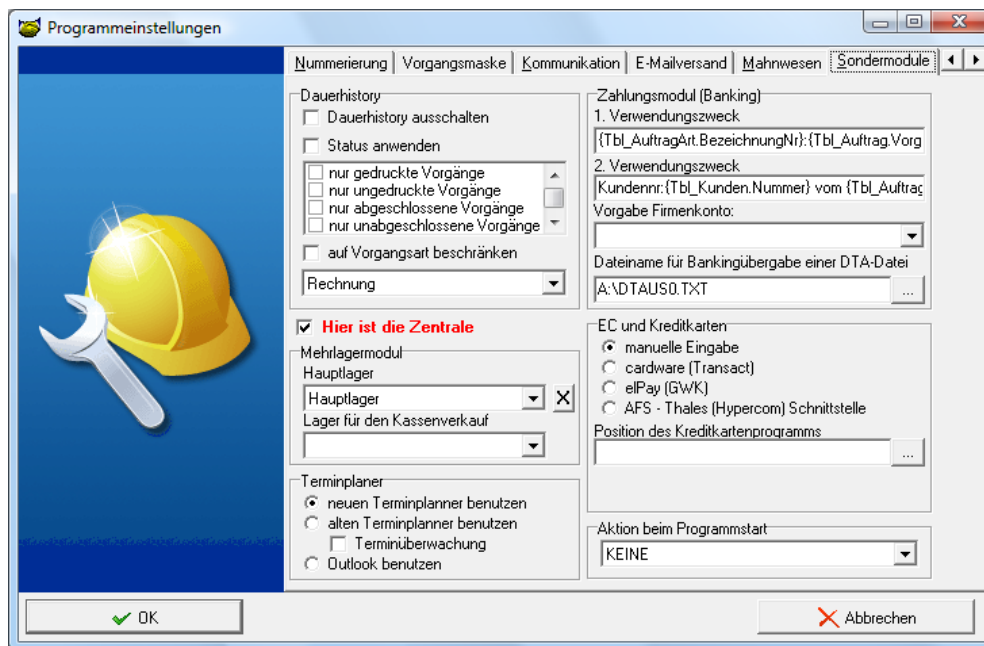 Programmeinstellungen
Nummerierung
Vorgangsmaske
Kommunikation
E-Mailversand
Mahnwesen
Sondermodule
Dauerhistory
Dauerhistory ausschalten
Status anwenden
nur gedruckte Vorgänge
nur ungedruckte Vorgänge
nur abgeschlossene Vorgänge
nur unabgeschlossene Vorgänge
auf Vorgangsart beschränken
Rechnung
Hier ist die Zentrale
Mehrlagermodul
Hauptlager
Hauptlager
X
Lager für den Kassenverkauf
Terminplaner
neuen Terminplanner benutzen
alten Terminplanner benutzen
Terminüberwachung
Outlook benutzen
Zahlungsmodul (Banking)
1. Verwendungszweck
{Tbl_AuftragArt.BezeichnungNr}:{Tbl_Auftrag.Vorg
2. Verwendungszweck
Kundennr:{Tbl_Kunden.Nummer} vom {Tbl_Auftrag
Vorgabe Firmenkonto:
Dateiname für Bankingübergabe einer DTA-Datei
A:\DTAUS0.TXT
...
EC und Kreditkarten
manuelle Eingabe
cardware (Transact)
elPay (GWK)
AFS - Thales (Hypercom) Schnittstelle
Position des Kreditkartenprogramms
...
Aktion beim Programmstart
KEINE
OK
Abbrechen